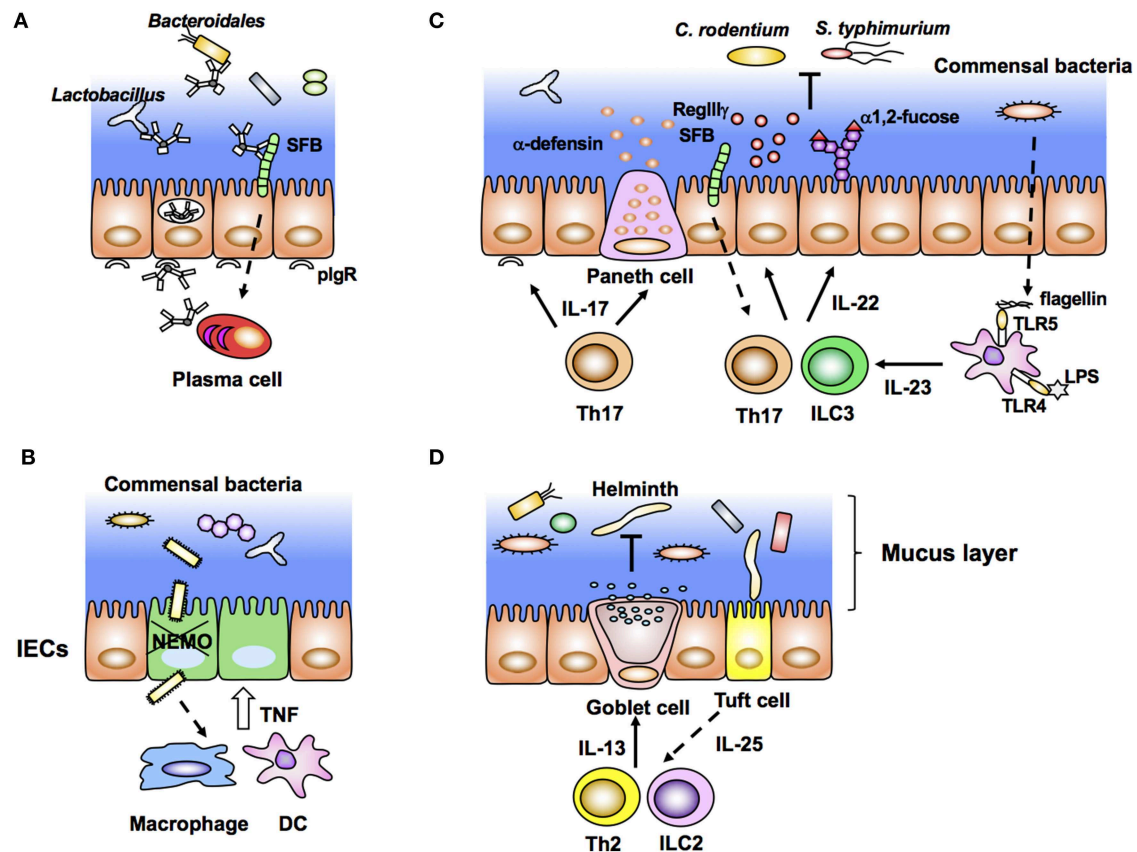 A
Bacteroidales
Lactobacillus
SFB
pIgR
Plasma cell
B
Commensal bacteria
IECs
NEMO
TNF
Macrophage
DC
C
C. rodentium
S. typhimurium
Commensal bacteria
RegIIIγ
α1,2-fucose
α-defensin
SFB
Paneth cell
IL-17
IL-22
flagellin
TLR5
LPS
TLR4
IL-23
Th17
Th17
ILC3
D
Helminth
Mucus layer
Goblet cell
Tuft cell
IL-13
IL-25
Th2
ILC2